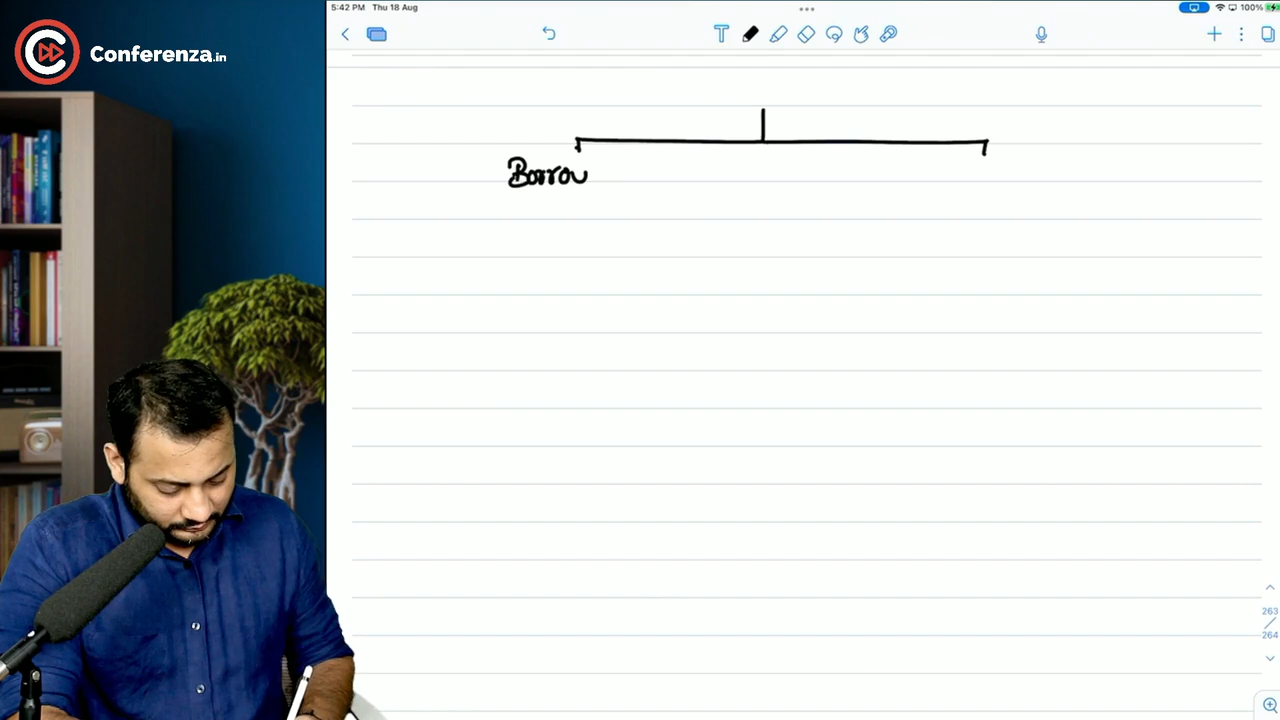 5:42 PM Thu 18 Aug
100%
Conferenza.in
T
Borrow
263
264